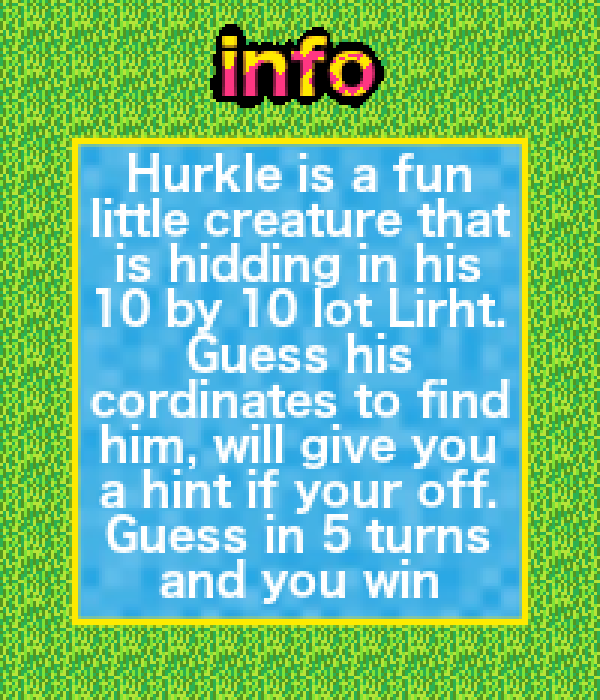 info
Hurkle is a fun
little creature that
is hidding in his
10 by 10 lot Lirht.
Guess his
cordinates to find
him, will give you
a hint if your off.
Guess in 5 turns
and you win